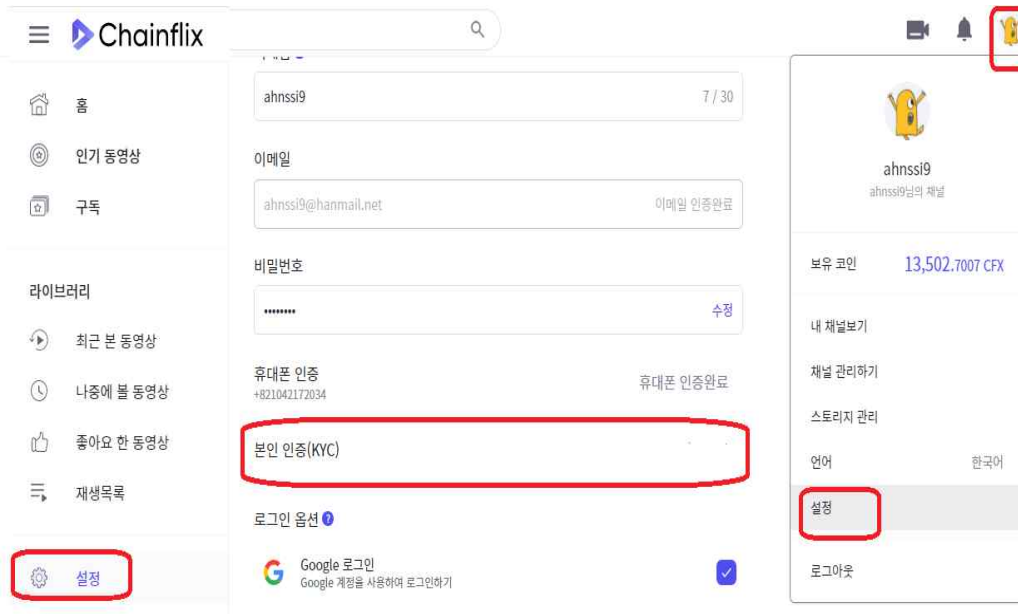 Chainflix
홈
인기 동영상
구독
라이브러리
최근 본 동영상
나중에 볼 동영상
좋아요 한 동영상
재생목록
설정
ahnssi9
7 / 30
이메일
ahnssi9@hanmail.net
이메일 인증완료
비밀번호
••••••••
수정
휴대폰 인증
+821042172034
휴대폰 인증완료
본인 인증(KYC)
로그인 옵션 ?
Google 로그인
Google 계정을 사용하여 로그인하기
ahnssi9
ahnssi9님의 채널
보유 코인
13,502.7007 CFX
내 채널보기
채널 관리하기
스토리지 관리
언어
한국어
설정
로그아웃